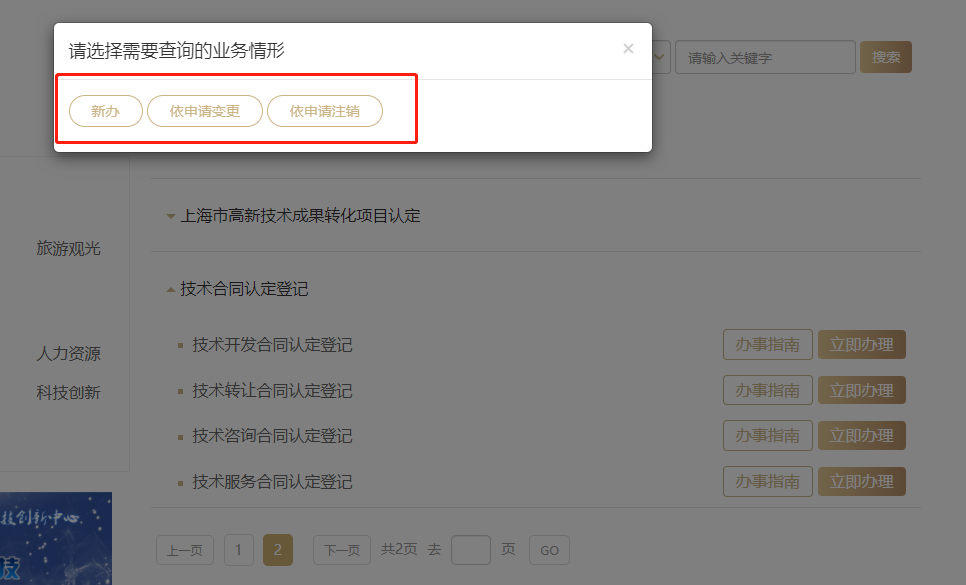 请选择需要查询的业务情形 ×
请输入关键字 搜索
新办 依申请变更 依申请注销
上海市高新技术成果转化项目认定
旅游观光
技术合同认定登记
技术开发合同认定登记 办事指南 立即办理
人力资源
科技创新
技术转让合同认定登记 办事指南 立即办理
技术咨询合同认定登记 办事指南 立即办理
技术服务合同认定登记 办事指南 立即办理
技创新中心
技
上一页 1 2 下一页 共2页 去 页 GO